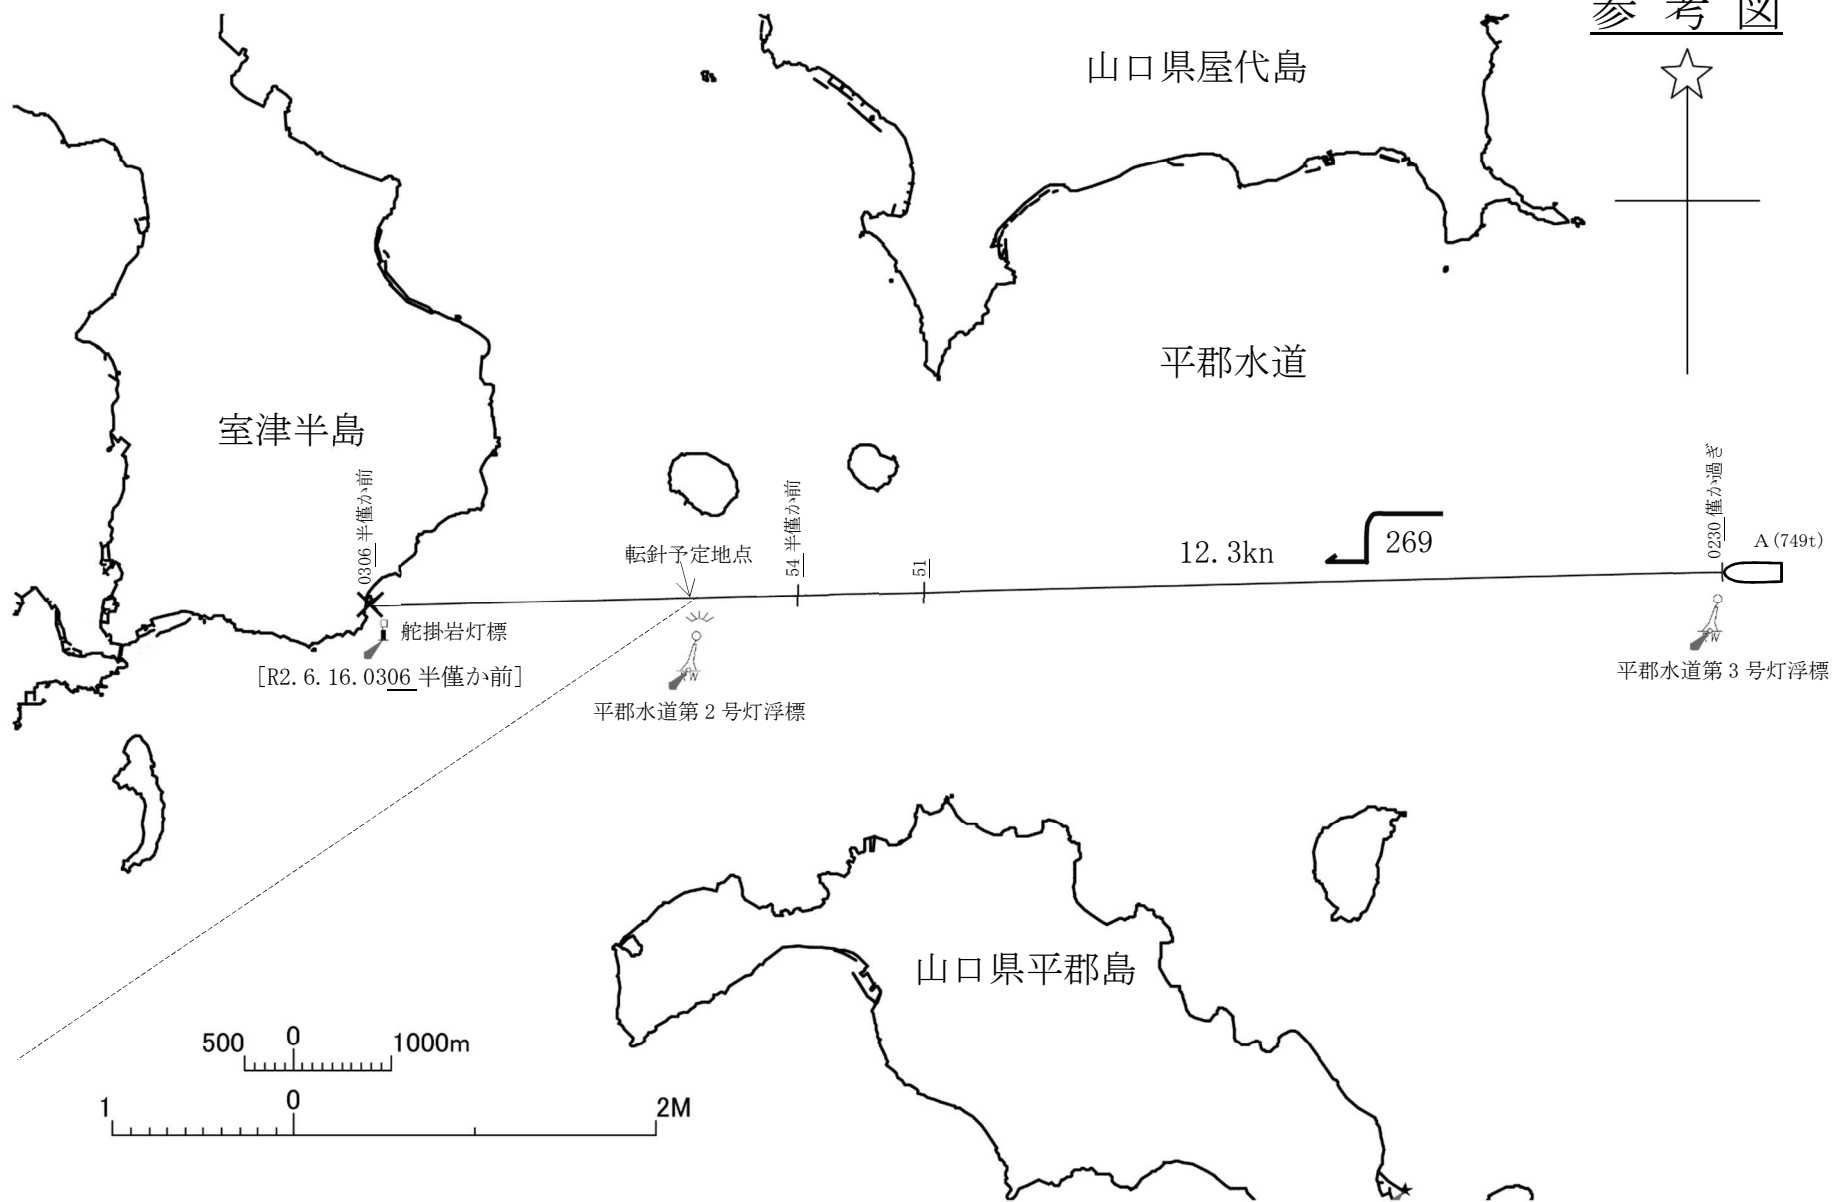 参 考 図
山口県屋代島
平郡水道
室津半島
0306 半僅か前
転針予定地点
54 半僅か前
51
12.3kn
269
0230 僅か過ぎ
A(749t)
舵掛岩灯標
[R2.6.16.0306 半僅か前]
平郡水道第2号灯浮標
平郡水道第3号灯浮標
山口県平郡島
500 0 1000m
1 0 2M
RW
RW